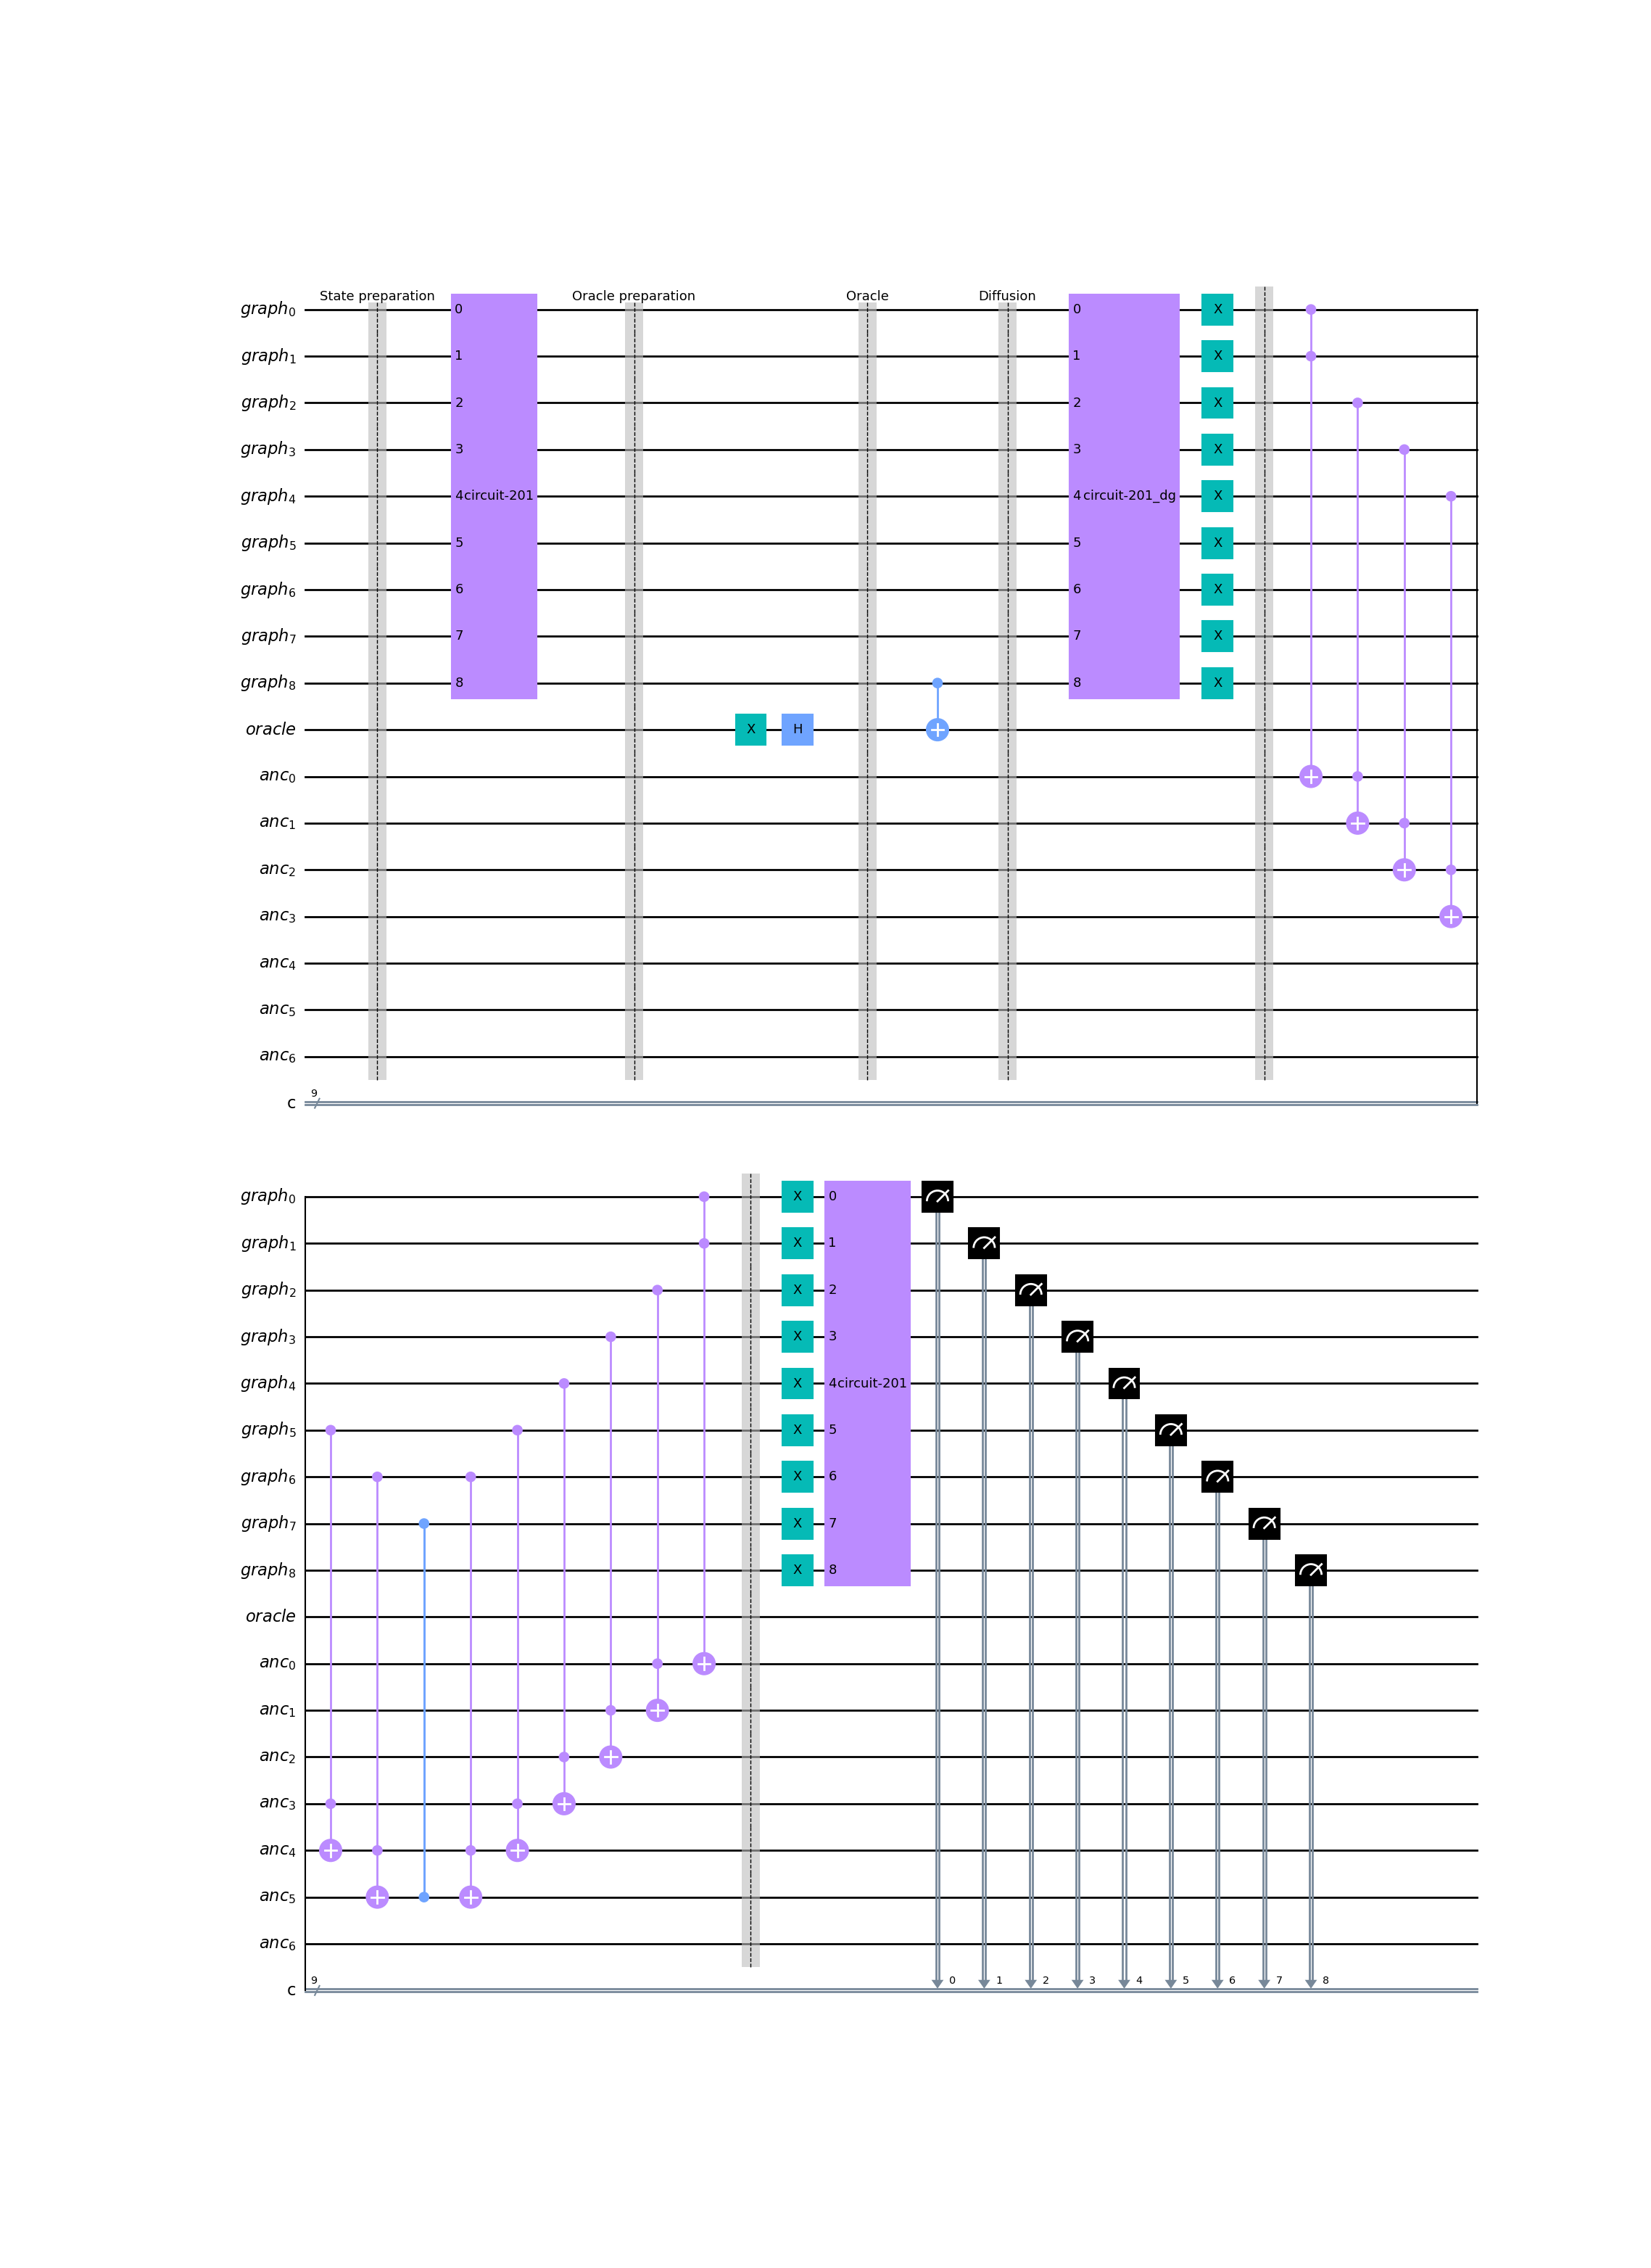 State preparation Oracle preparation Oracle Diffusion
graph0 0 0 X
graph1 1 1 X
graph2 2 2 X
graph3 3 3 X
graph4 4circuit-201 4circuit-201_dg X
graph5 5 5 X
graph6 6 6 X
graph7 7 7 X
graph8 8 8 X
oracle X H
anc0
anc1
anc2
anc3
anc4
anc5
anc6
c 9
graph0 X 0
graph1 X 1
graph2 X 2
graph3 X 3
graph4 X 4circuit-201
graph5 X 5
graph6 X 6
graph7 X 7
graph8 X 8
oracle
anc0
anc1
anc2
anc3
anc4
anc5
anc6
c 9 0 1 2 3 4 5 6 7 8